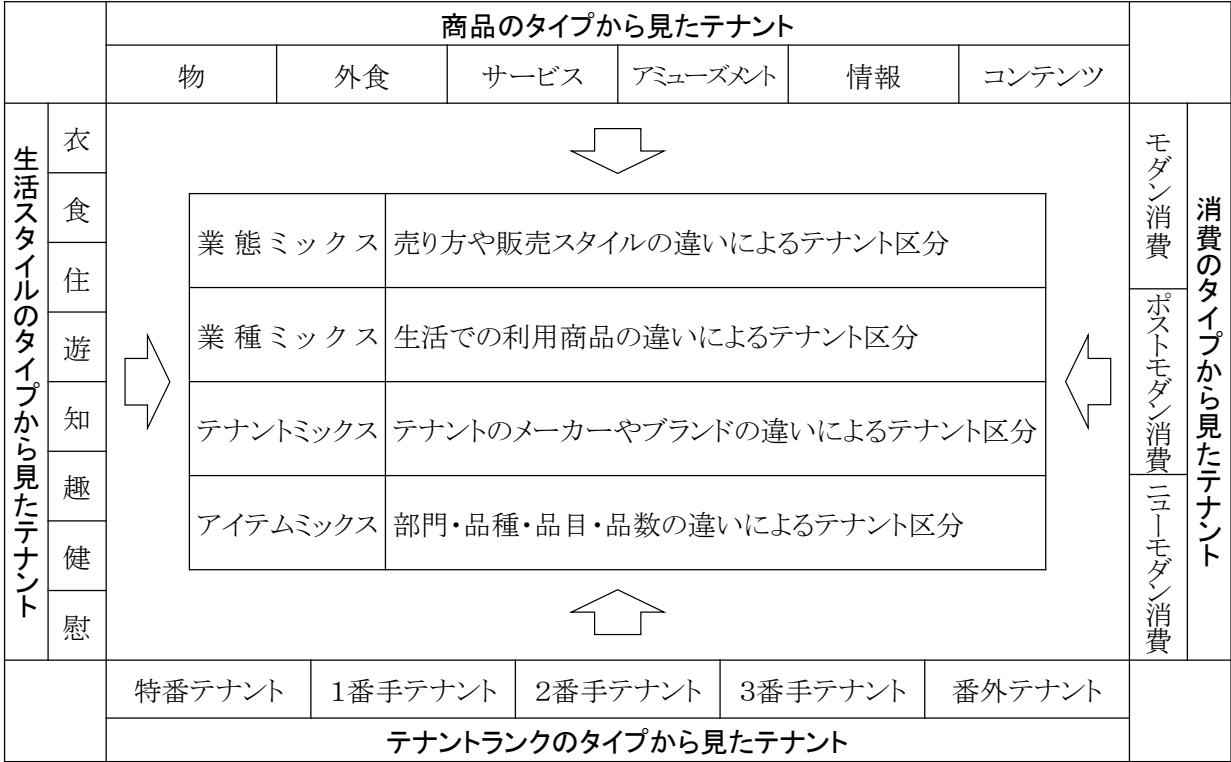 商品のタイプから見たテナント
物 外食 サービス アミューズメント 情報 コンテンツ
生活スタイルのタイプから見たテナント
衣
食
住
遊
知
趣
健
慰
業態ミックス 売り方や販売スタイルの違いによるテナント区分
業種ミックス 生活での利用商品の違いによるテナント区分
テナントミックス テナントのメーカーやブランドの違いによるテナント区分
アイテムミックス 部門・品種・品目・品数の違いによるテナント区分
モダン消費
ポストモダン消費
ニューモダン消費
消費のタイプから見たテナント
特番テナント 1番手テナント 2番手テナント 3番手テナント 番外テナント
テナントランクのタイプから見たテナント